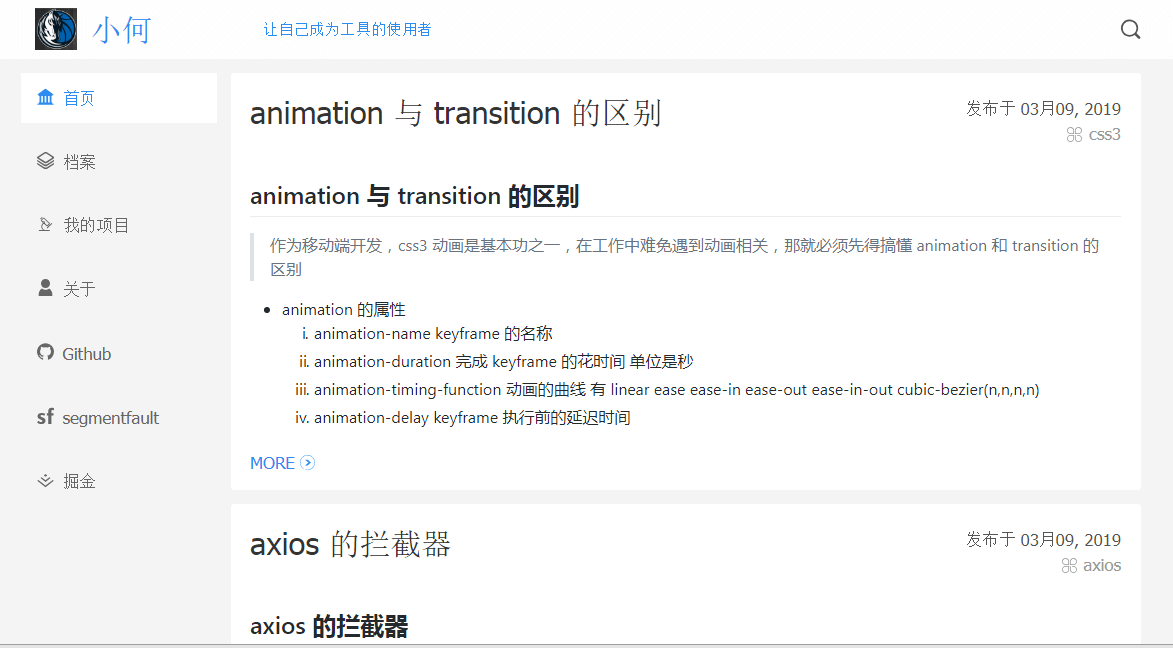 小何
让自己成为工具的使用者
首页
档案
我的项目
关于
Github
sf segmentfault
掘金
animation 与 transition 的区别
发布于 03月09, 2019
css3
animation 与 transition 的区别
作为移动端开发，css3 动画是基本功之一，在工作中难免遇到动画相关，那就必须先得搞懂 animation 和 transition 的
区别
animation 的属性
i. animation-name keyframe 的名称
ii. animation-duration 完成 keyframe 的花时间 单位是秒
iii. animation-timing-function 动画的曲线 有 linear ease ease-in ease-out ease-in-out cubic-bezier(n,n,n,n)
iv. animation-delay keyframe 执行前的延迟时间
MORE
axios 的拦截器
发布于 03月09, 2019
axios
axios 的拦截器